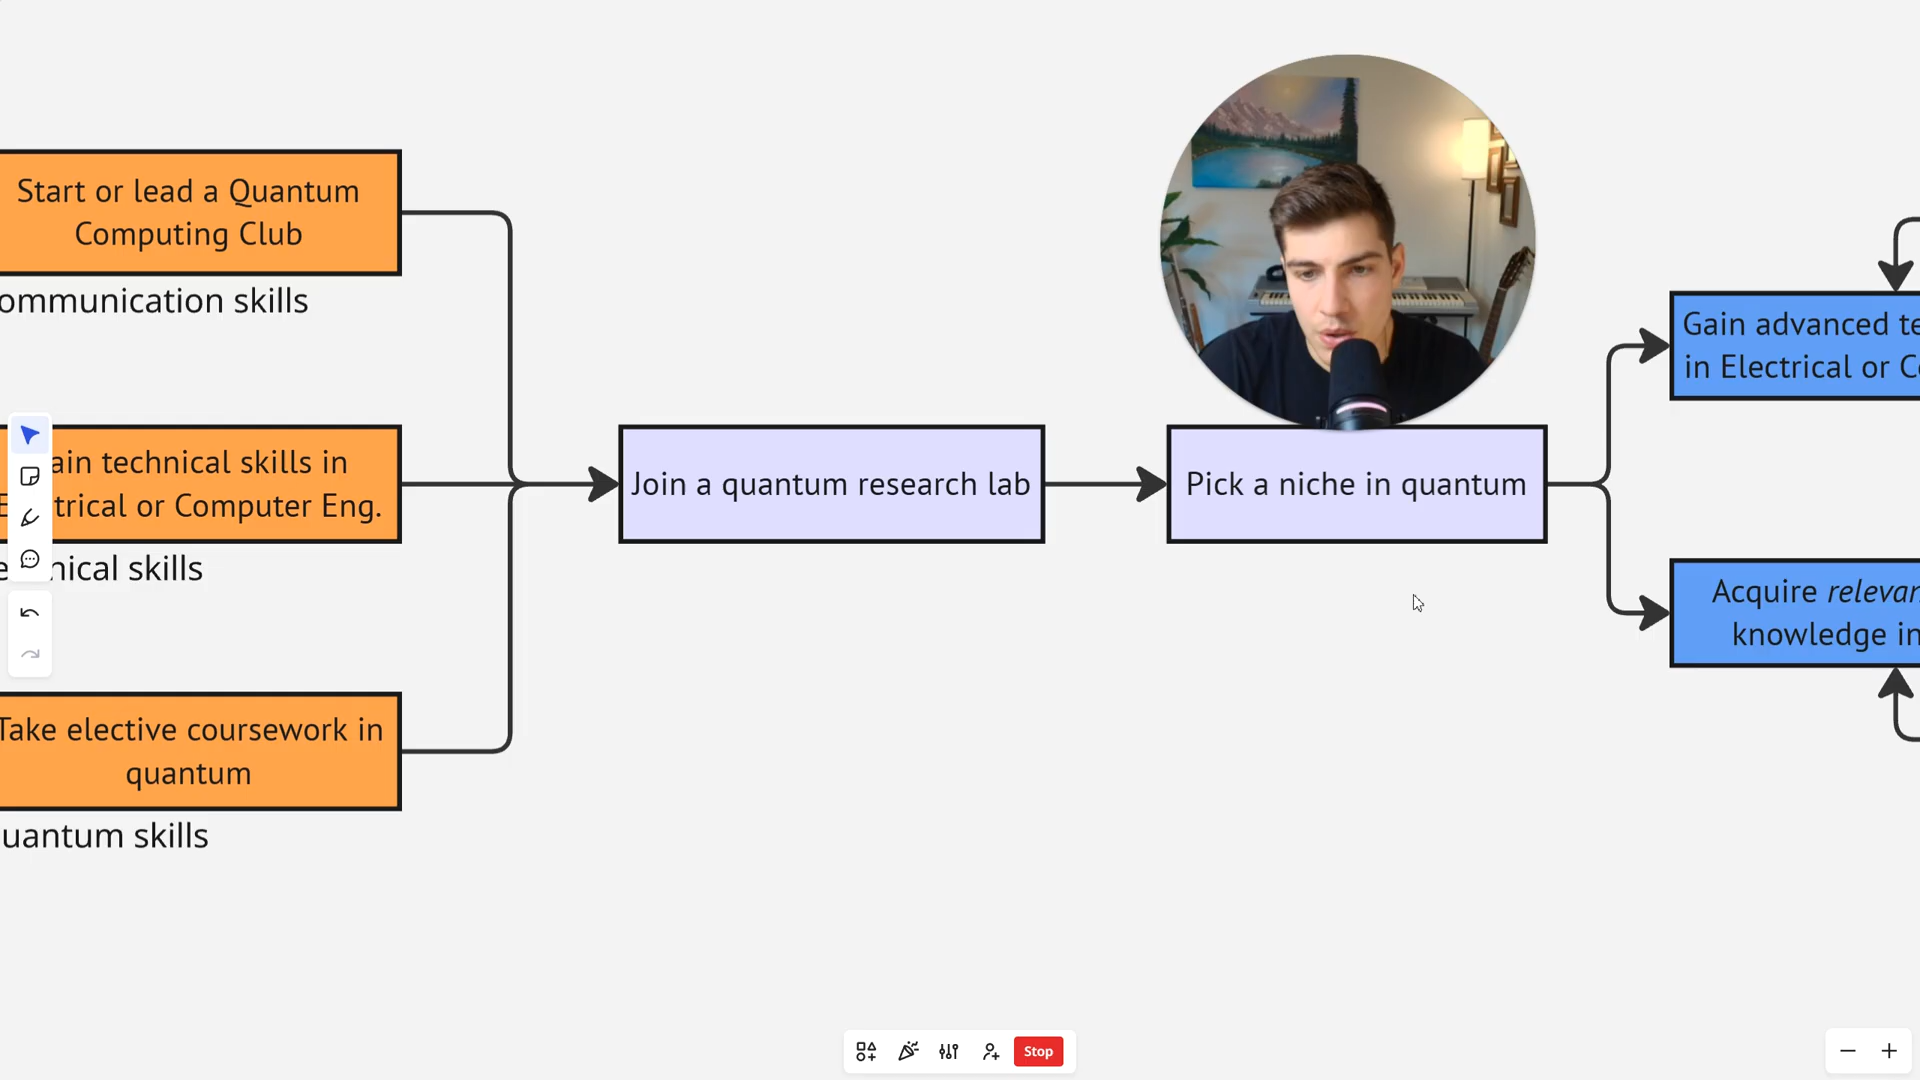 Start or lead a Quantum
Computing Club
ommunication skills
ain technical skills in
trical or Computer Eng.
nical skills
Take elective coursework in
quantum
uantum skills
Join a quantum research lab
Pick a niche in quantum
Gain advanced te
in Electrical or Co
Acquire relevan
knowledge in
Stop